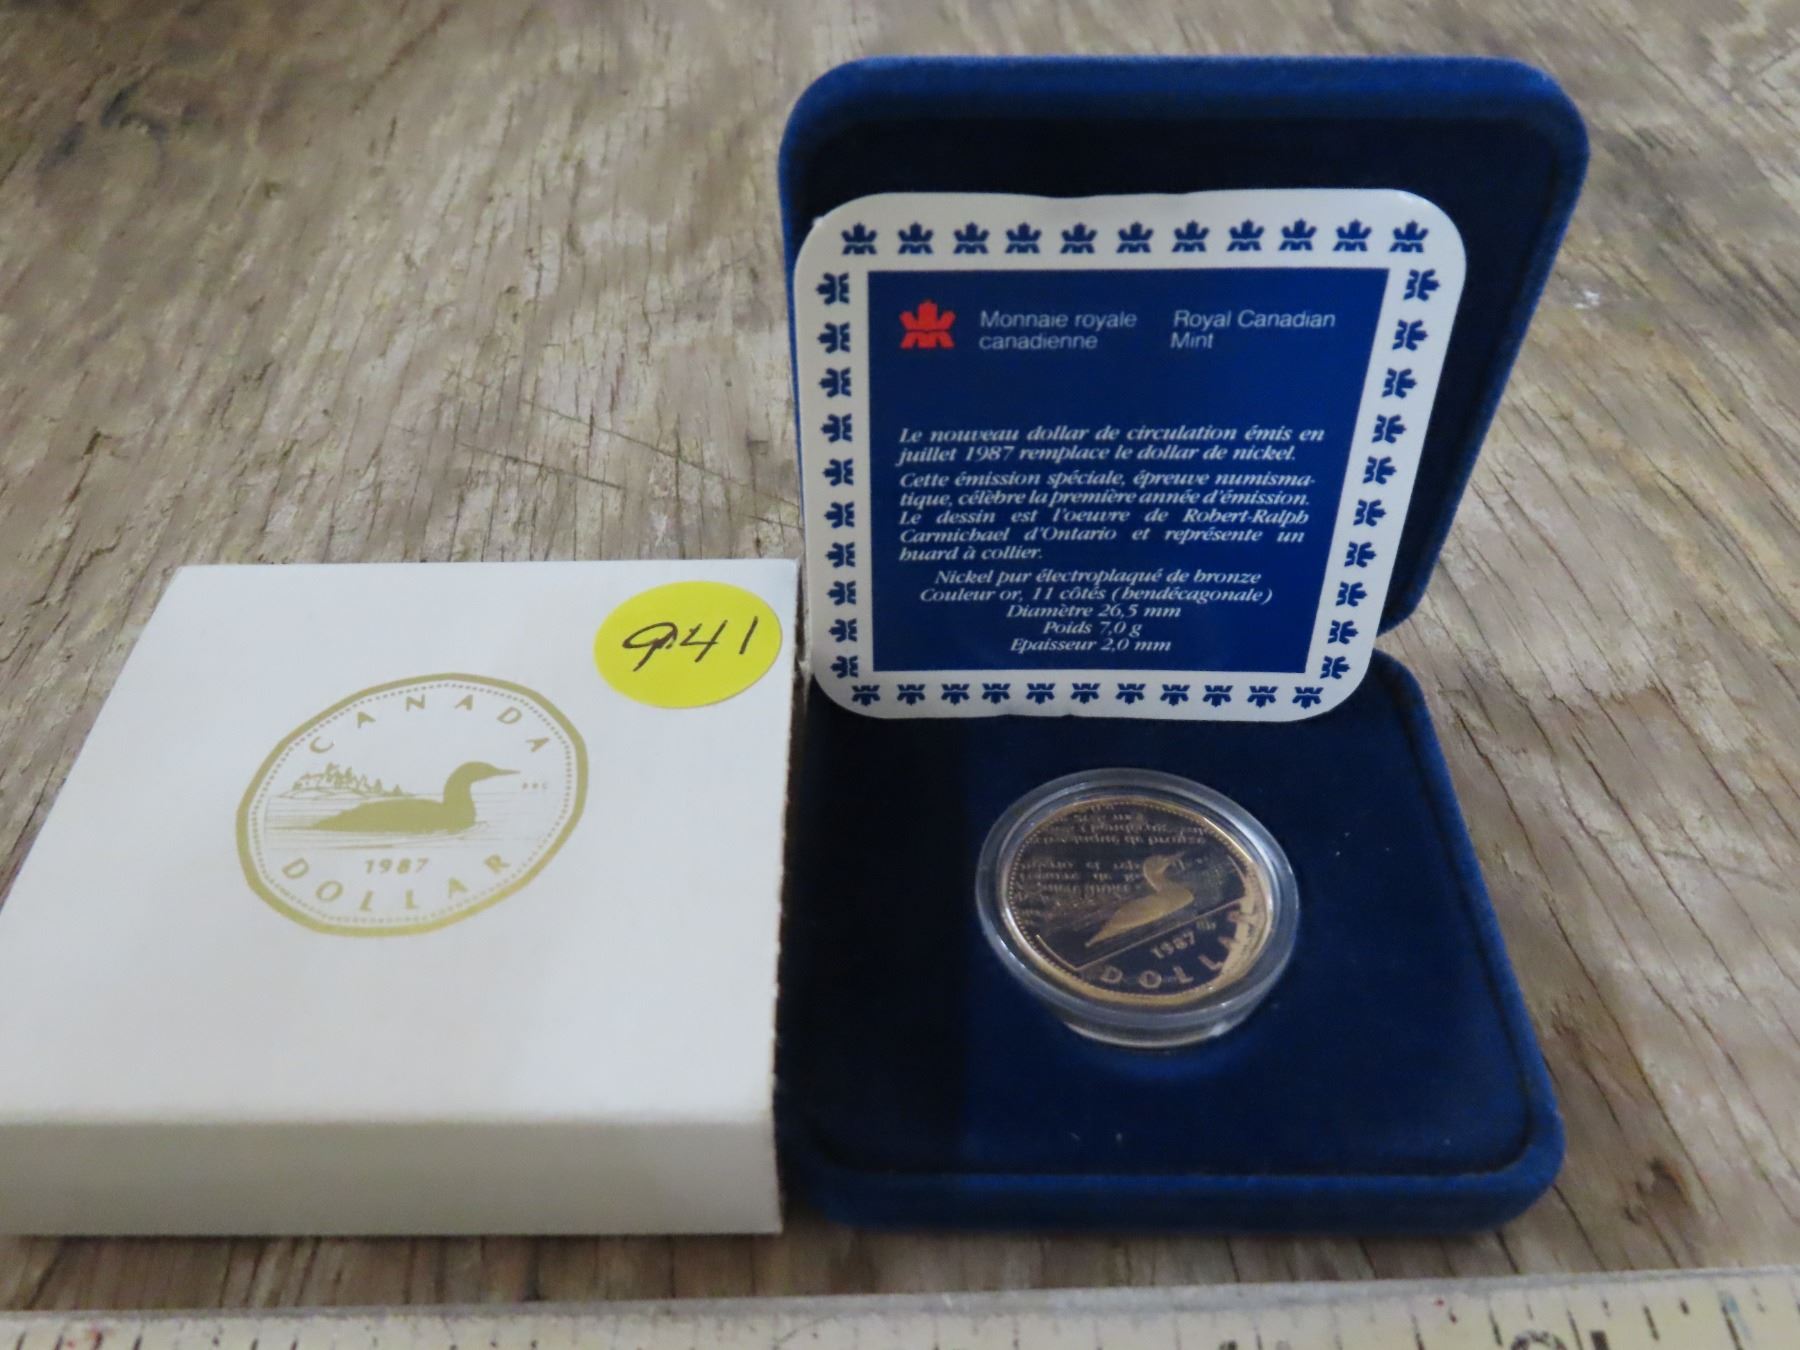 Monnaie royale
canadienne
Royal Canadian
Mint
Le nouveau dollar de circulation émis en
juillet 1987 remplace le dollar de nickel.
Cette émission spéciale, épreuve numisma-
tique, célèbre la première année d'émission.
Le dessin est l'oeuvre de Robert-Ralph
Carmichael d'Ontario et représente un
huard à collier.
Nickel pur électroplaqué de bronze
Couleur or, 11 côtés (hendécagonale)
Diamètre 26,5 mm
Poids 7,0 g
Epaisseur 2,0 mm
941
CANADA
1987
DOLLAR
1987
DOLLAR